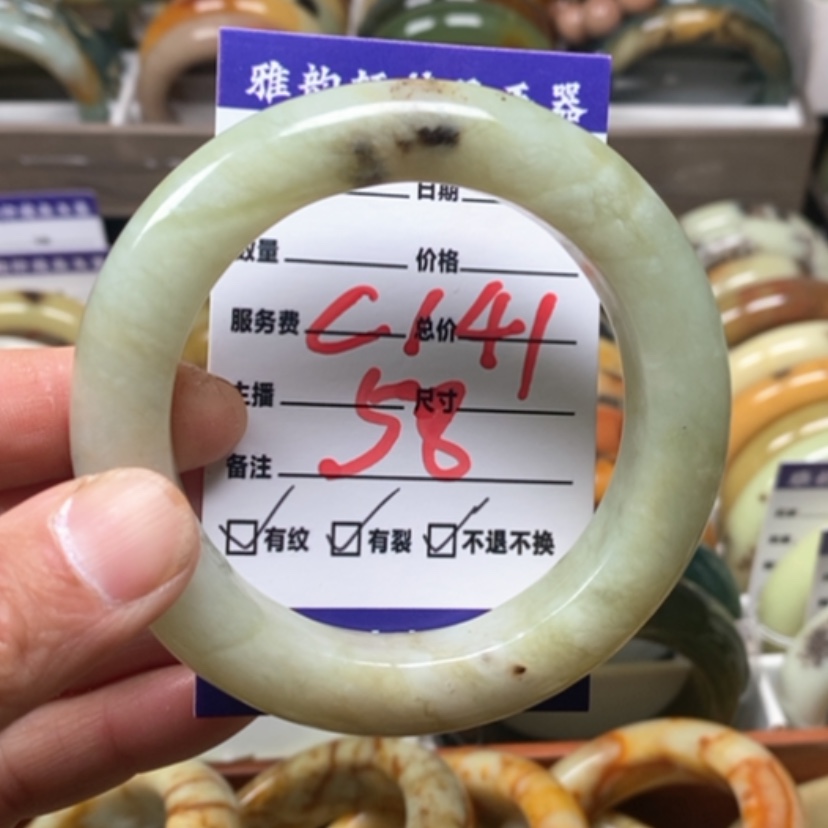 雅韵
器
日期
数量 价格
服务费 总价
C141
主播 尺寸
58
备注
有纹 有裂 不退不换